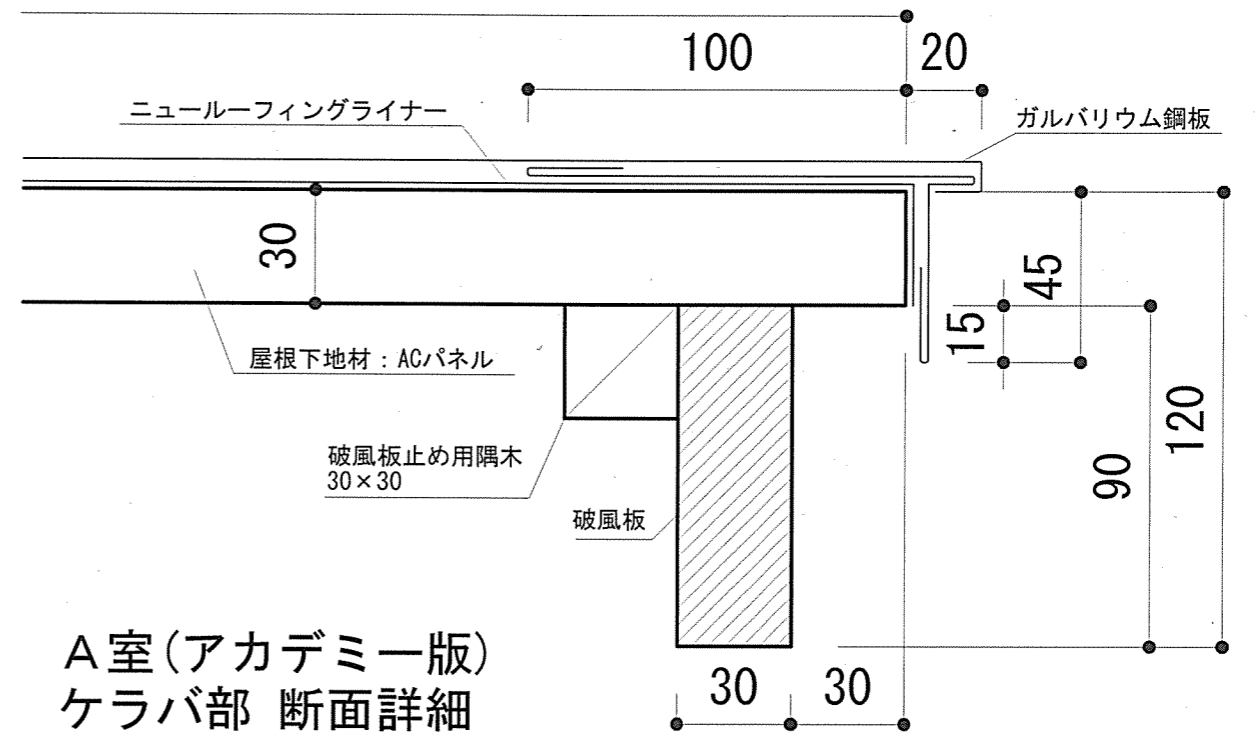 100
20
ニュールーフィングライナー
ガルバリウム鋼板
30
45
15
屋根下地材：ACパネル
120
90
破風板止め用隅木
30×30
破風板
A室(アカデミー版)
30
30
ケラバ部 断面詳細